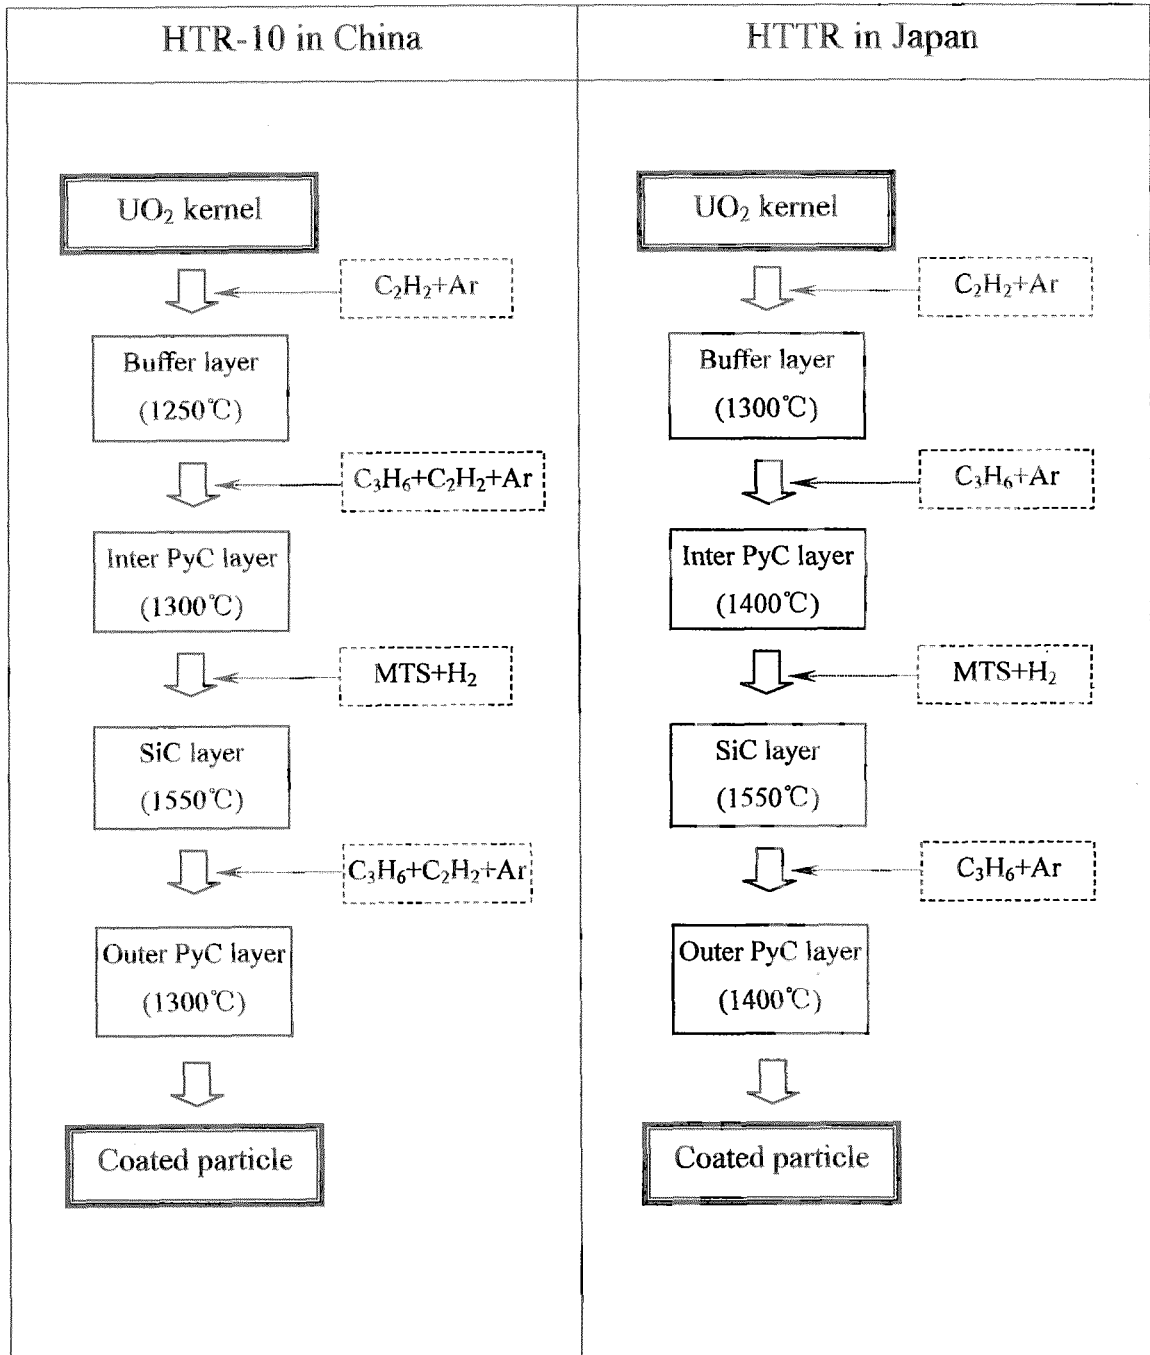 HTR-10 in China
UO₂ kernel
C₂H₂+Ar
Buffer layer
(1250℃)
C₃H₆+C₂H₂+Ar
Inter PyC layer
(1300℃)
MTS+H₂
SiC layer
(1550℃)
C₃H₆+C₂H₂+Ar
Outer PyC layer
(1300℃)
Coated particle
HTTR in Japan
UO₂ kernel
C₂H₂+Ar
Buffer layer
(1300℃)
C₃H₆+Ar
Inter PyC layer
(1400℃)
MTS+H₂
SiC layer
(1550℃)
C₃H₆+Ar
Outer PyC layer
(1400℃)
Coated particle